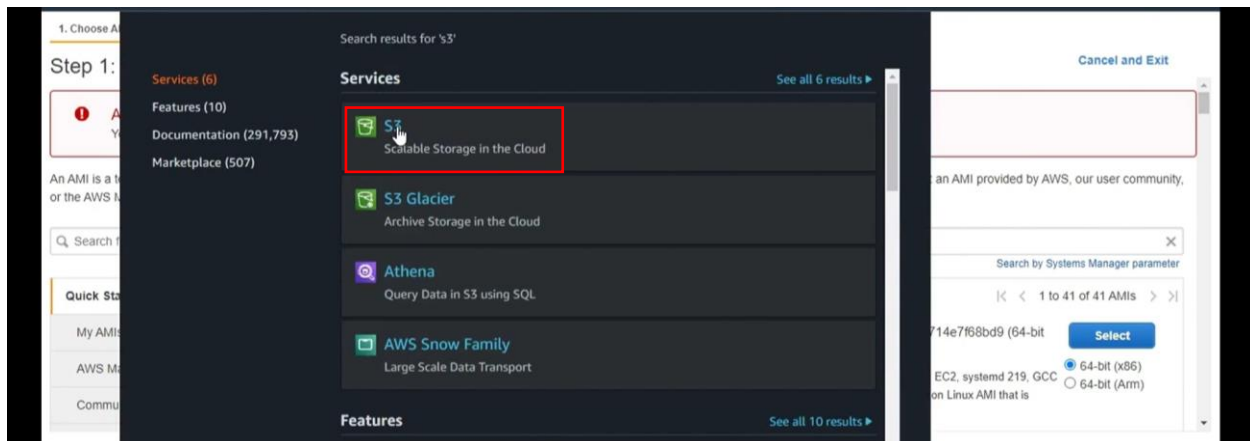 1. Choose A
Step 1:
Cancel and Exit
A
An AMI is a
an AMI provided by AWS, our user community,
or the AWS
Search
Search by Systems Manager parameter
Quick Sta
1 to 41 of 41 AMIs
My AMIs
714e7f68bd9 (64-bit
Select
AWS Ma
64-bit (x86)
EC2, systemd 219, GCC
64-bit (Arm)
on Linux AMI that is
Commu
Search results for 's3'
Services (6)
Features (10)
Documentation (291,793)
Marketplace (507)
Services
See all 6 results
S3
Scalable Storage in the Cloud
S3 Glacier
Archive Storage in the Cloud
Athena
Query Data in S3 using SQL
AWS Snow Family
Large Scale Data Transport
Features
See all 10 results